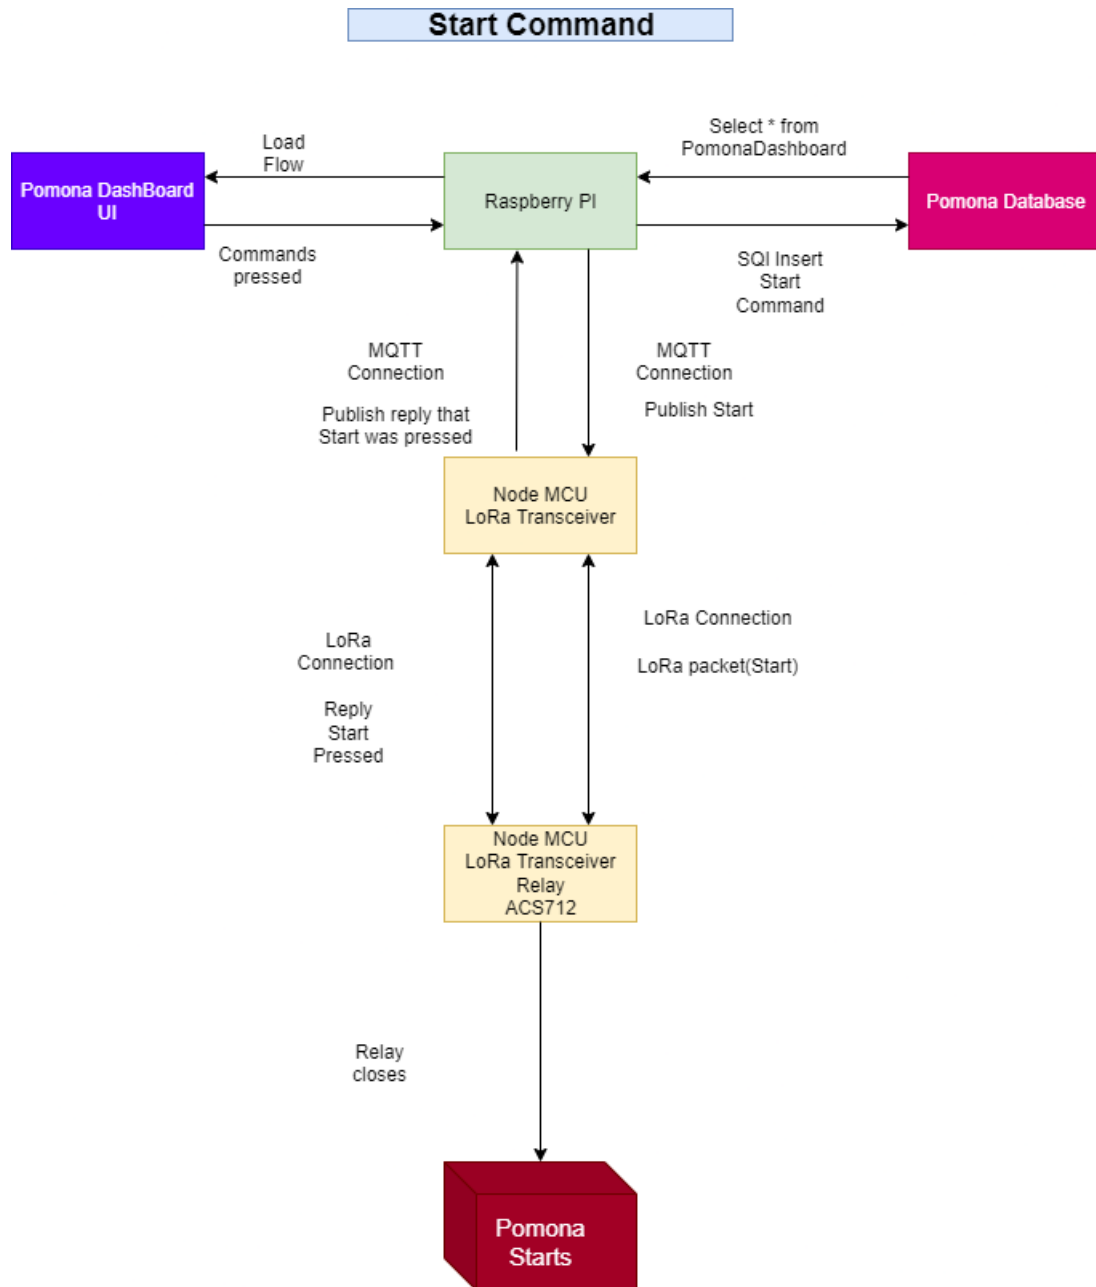 Start Command
Load
Flow
Select * from
PomonaDashboard
Pomona DashBoard
UI
Raspberry PI
Pomona Database
Commands
pressed
SQI Insert
Start
Command
MQTT
Connection
Publish reply that
Start was pressed
MQTT
Connection
Publish Start
Node MCU
LoRa Transceiver
LoRa
Connection
Reply
Start
Pressed
LoRa Connection
LoRa packet(Start)
Node MCU
LoRa Transceiver
Relay
ACS712
Relay
closes
Pomona
Starts